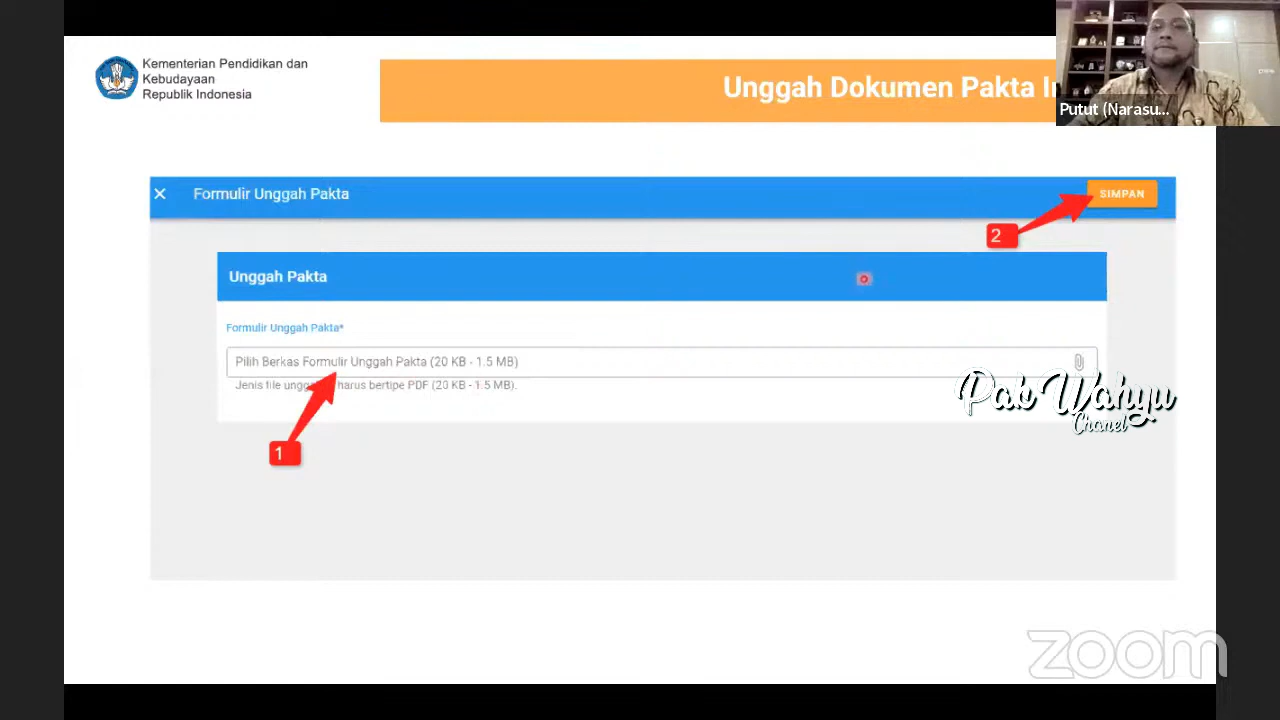 Kementerian Pendidikan dan
Kebudayaan
Republik Indonesia
Unggah Dokumen Pakta
Putut (Narasu...
Formulir Unggah Pakta
SIMPAN
2
Unggah Pakta
Formulir Unggah Pakta*
Pilih Berkas Formulir Unggah Pakta (20 KB - 1.5 MB)
Jenis file harus bertipe PDF (20 KB - 1.5 MB).
1
Pak Wahyu
Chanel
zoom